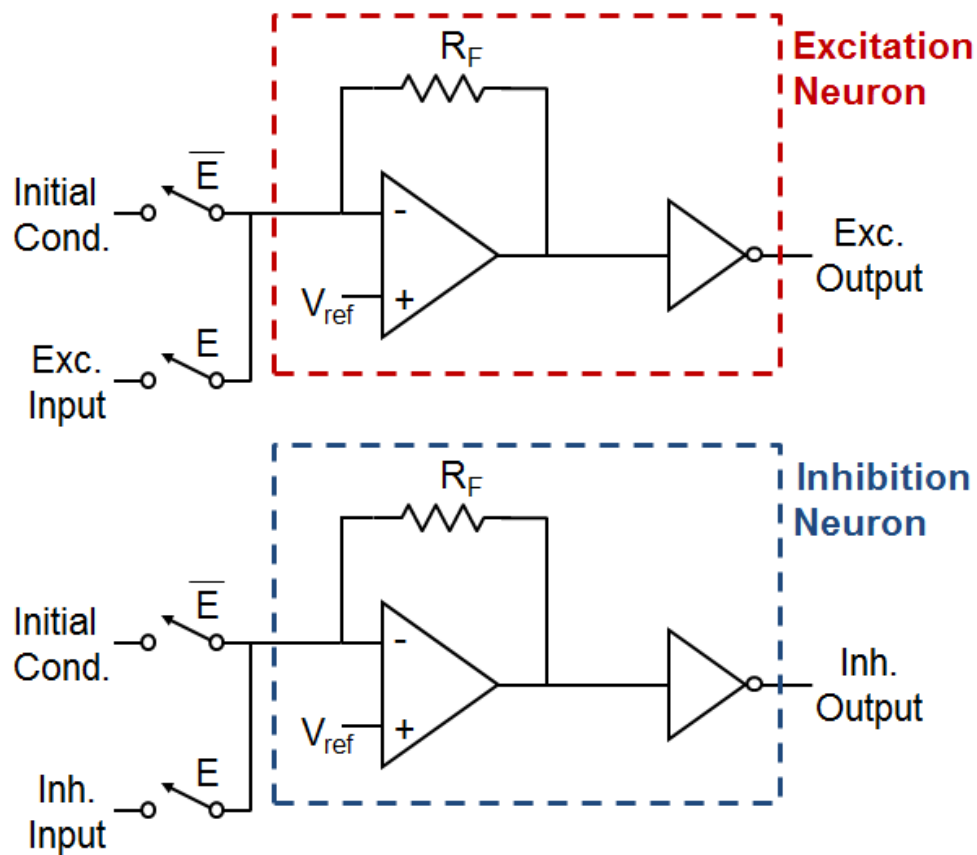 Excitation
Neuron
R_F
E̅
Initial
Cond.
-
V_ref
+
Exc.
Output
E
Exc.
Input
Inhibition
Neuron
R_F
E̅
Initial
Cond.
-
V_ref
+
Inh.
Output
E
Inh.
Input